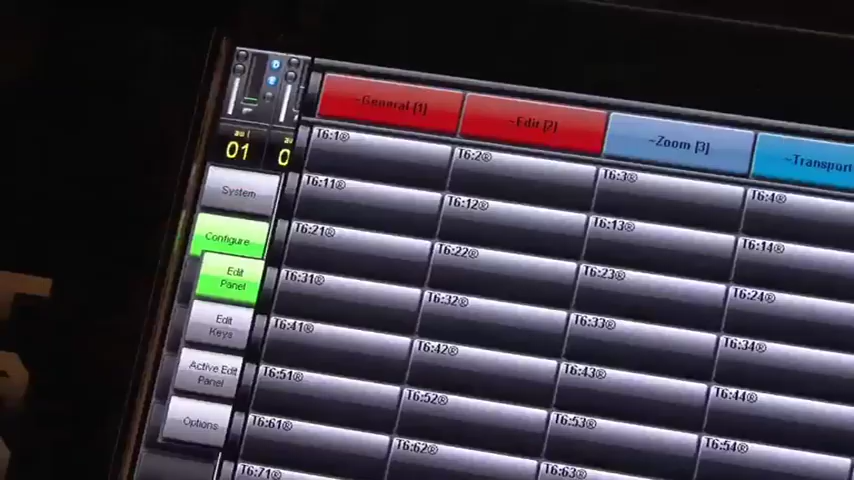 ~General [1]
~Edit [2]
~Zoom [3]
~Transport
01
0
System
Configure
Edit
Panel
Edit
Keys
Active Edit
Panel
Options
T6:1® T6:2® T6:3® T6:4®
T6:11® T6:12® T6:13® T6:14®
T6:21® T6:22® T6:23® T6:24®
T6:31® T6:32® T6:33® T6:34®
T6:41® T6:42® T6:43® T6:44®
T6:51® T6:52® T6:53® T6:54®
T6:61® T6:62® T6:63®
T6:71®